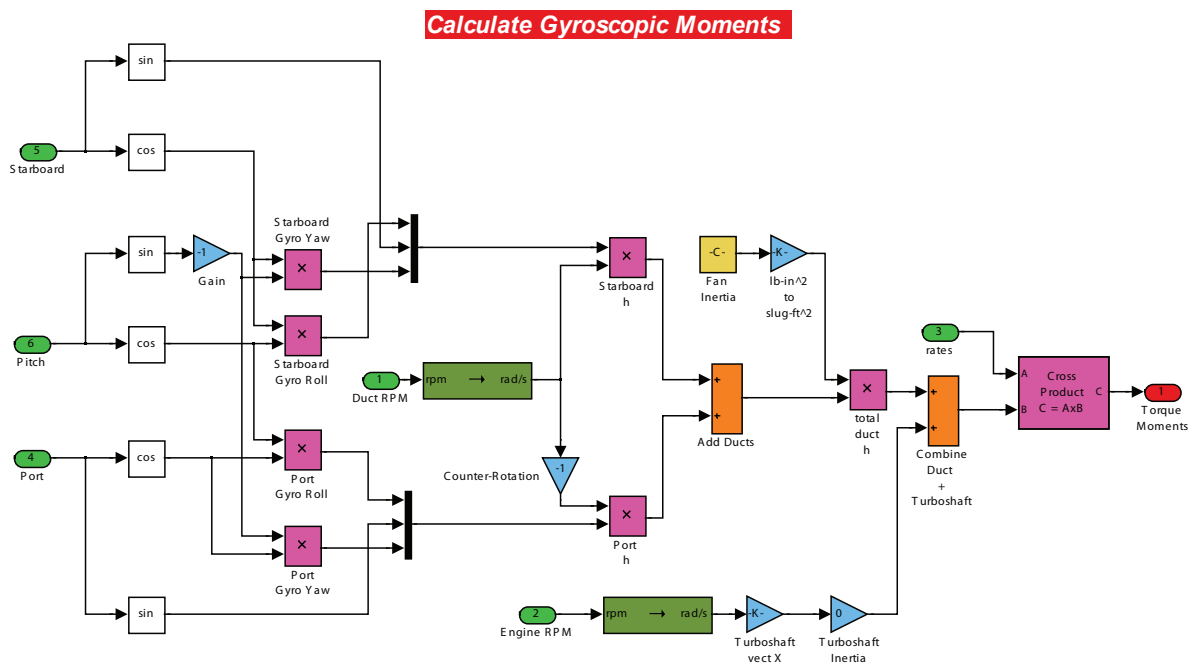 Calculate Gyroscopic Moments
sin
5
Starboard
cos
sin
-1
Gain
Starboard
Gyro Yaw
×
6
Pitch
cos
×
Starboard
Gyro Roll
4
Port
cos
×
Port
Gyro Roll
×
Port
Gyro Yaw
sin
1
Duct RPM
rpm → rad/s
Counter-Rotation
-1
×
Starboard
h
×
Port
h
-C-
Fan
Inertia
-K-
lb-in^2
to
slug-ft^2
+
+
Add Ducts
×
total
duct
h
3
rates
+
+
Combine
Duct
+
Turboshaft
A
B
Cross
Product
C = AxB
C
1
Torque
Moments
2
Engine RPM
rpm → rad/s
-K-
Turboshaft
vect X
0
Turboshaft
Inertia